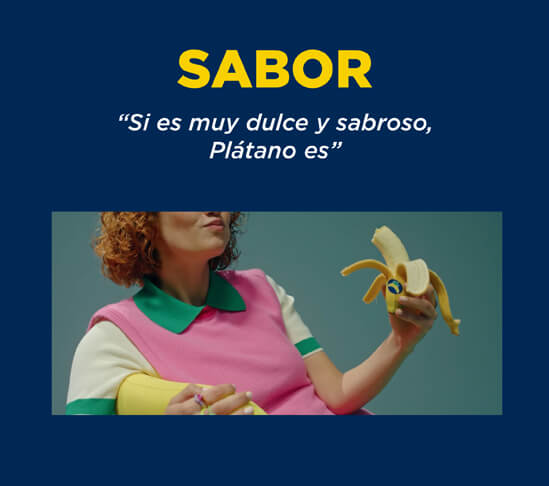 SABOR
“Si es muy dulce y sabroso,
Plátano es”